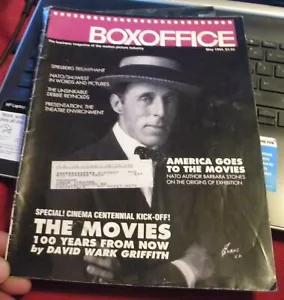 BOXOFFICE
The business magazine of the motion picture industry
May 1994
SPIELBERG TRIUMPHANT
NATO/SHOWEST
IN WORDS AND PICTURES
THE UNSINKABLE
DEBBIE REYNOLDS
PRESENTATION: THE
THEATRE ENVIRONMENT
AMERICA GOES
TO THE MOVIES
NATO AUTHOR BARBARA STONES
ON THE ORIGINS OF EXHIBITION
SPECIAL! CINEMA CENTENNIAL KICK-OFF!
THE MOVIES
100 YEARS FROM NOW
by DAVID WARK GRIFFITH